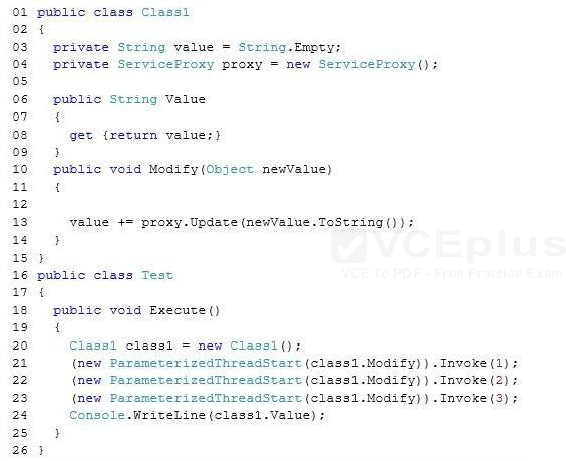 01 public class Class1
02 {
03 private String value = String.Empty;
04 private ServiceProxy proxy = new ServiceProxy();
05
06 public String Value
07 {
08 get {return value;}
09 }
10 public void Modify(Object newValue)
11 {
12
13 value += proxy.Update(newValue.ToString());
14 }
15 }
16 public class Test
17 {
18 public void Execute()
19 {
20 Class1 class1 = new Class1();
21 (new ParameterizedThreadStart(class1.Modify)).Invoke(1);
22 (new ParameterizedThreadStart(class1.Modify)).Invoke(2);
23 (new ParameterizedThreadStart(class1.Modify)).Invoke(3);
24 Console.WriteLine(class1.Value);
25 }
26 }
VCEplus
VCE To PDF - Free Practice Exam